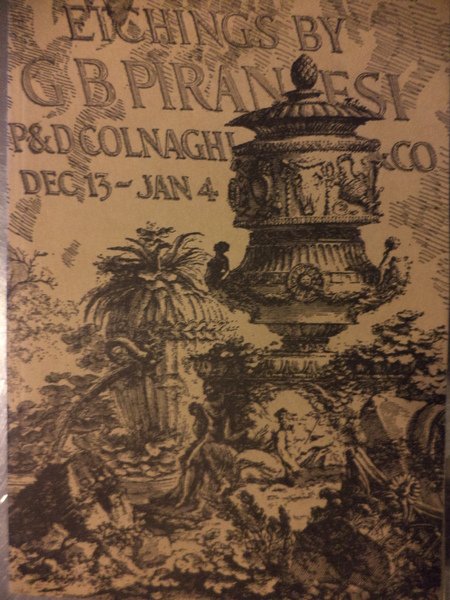 ETCHINGS BY
G B PIRANESI
P&D COLNAGHI & CO
DEC 13 - JAN 4